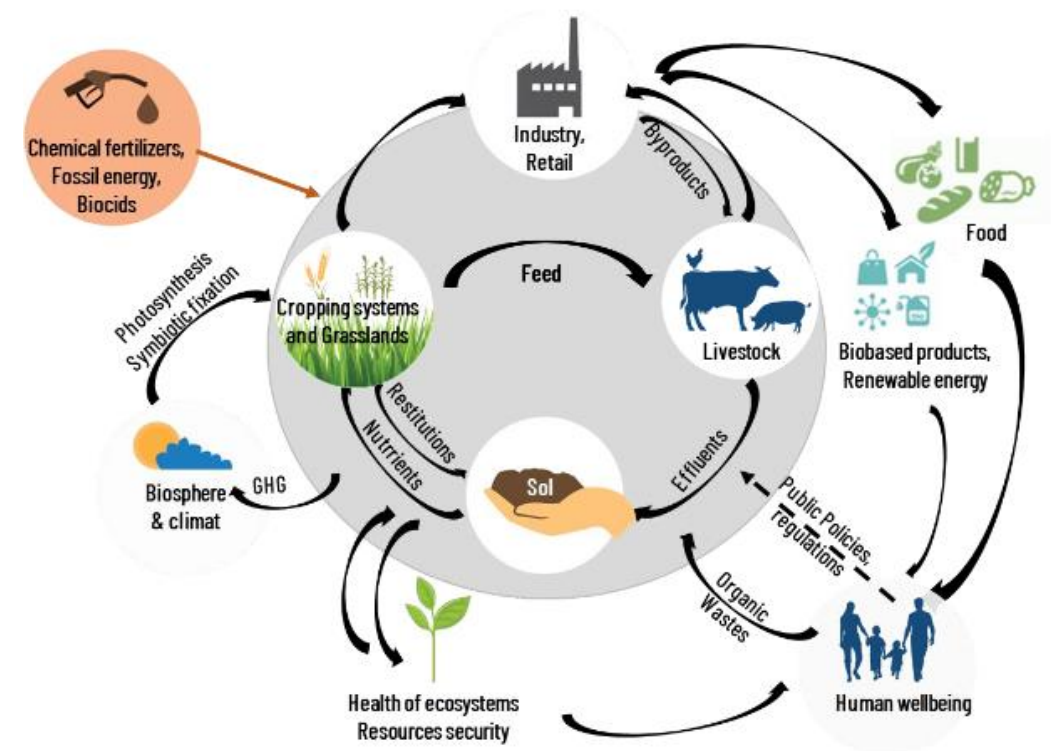 Industry,
Retail
Chemical fertilizers,
Fossil energy,
Biocids
Byproducts
Food
Photosynthesis
Symbiotic fixation
Feed
Cropping systems
and Grasslands
Livestock
Biobased products,
Renewable energy
Restitutions
Nutrrients
Effluents
Sol
GHG
Biosphere
& climat
Public Policies,
regulations
Organic
Wastes
Health of ecosystems
Resources security
Human wellbeing